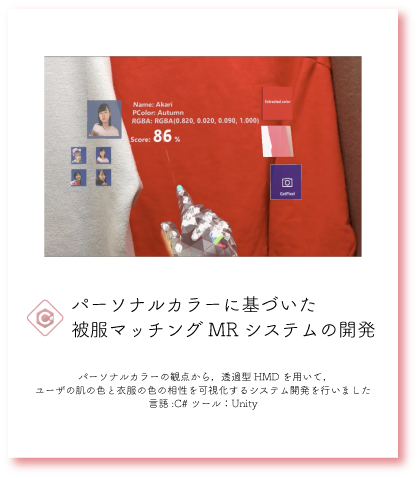 Name: Akari
PColor: Autumn
RGBA: RGBA(0.820, 0.020, 0.090, 1.000)
Score: 86 %
Extracted color
GetPixel
パーソナルカラーに基づいた
被服マッチング MR システムの開発
パーソナルカラーの観点から，透過型 HMD を用いて，
ユーザの肌の色と衣服の色の相性を可視化するシステム開発を行いました
言語 :C# ツール：Unity